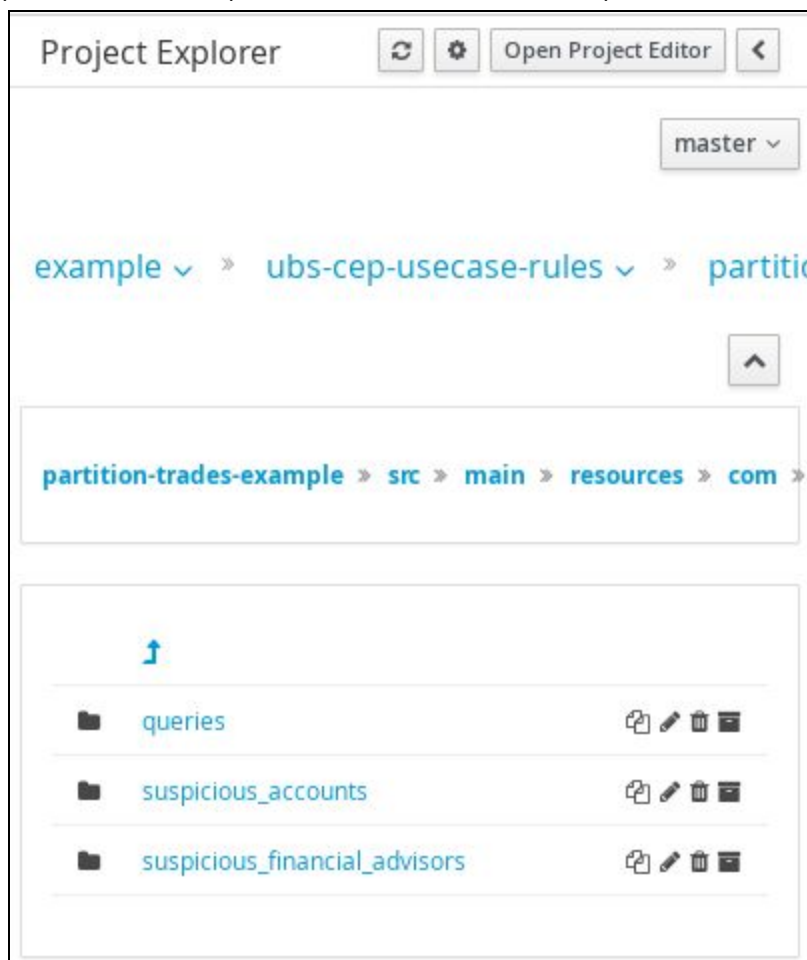 Project Explorer Open Project Editor
master
example » ubs-cep-usecase-rules »
partition-trades-example » src » main » resources » com »
queries
suspicious_accounts
suspicious_financial_advisors